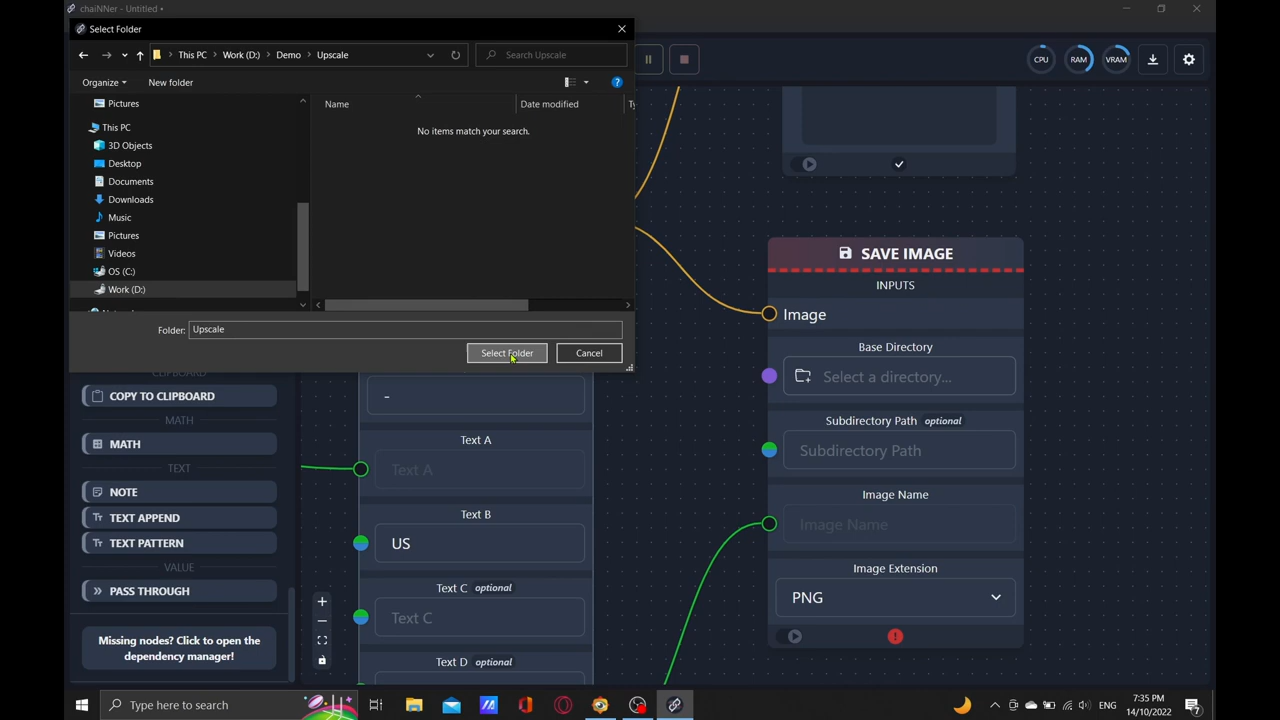 chaiNNer - Untitled •
Select Folder
This PC > Work (D:) > Demo > Upscale
Search Upscale
Organize
New folder
Pictures
This PC
3D Objects
Desktop
Documents
Downloads
Music
Pictures
Videos
OS (C:)
Work (D:)
Name
Date modified
No items match your search.
Folder:
Upscale
Select Folder
Cancel
CPU
RAM
VRAM
COPY TO CLIPBOARD
MATH
MATH
TEXT
NOTE
TEXT APPEND
TEXT PATTERN
VALUE
PASS THROUGH
Missing nodes? Click to open the
dependency manager!
-
Text A
Text A
Text B
US
Text C optional
Text C
Text D optional
SAVE IMAGE
INPUTS
Image
Base Directory
Select a directory...
Subdirectory Path optional
Subdirectory Path
Image Name
Image Name
Image Extension
PNG
Type here to search
7:35 PM
14/10/2022